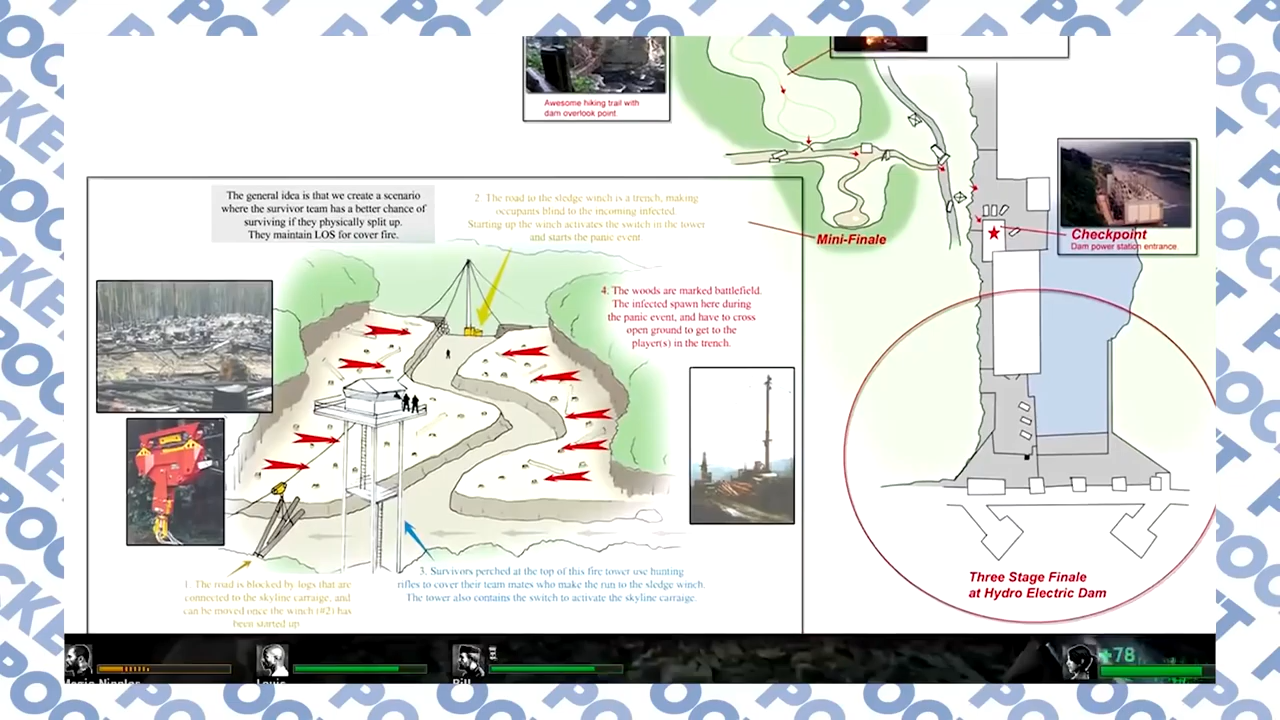 Awesome hiking trail with
dam overlook point
The general idea is that we create a scenario
where the survivor team has a better chance of
surviving if they physically split up.
They maintain LOS for cover fire.
2. The road to the sledge winch is a trench, making
occupants blind to the incoming infected.
Starting up the winch activates the switch in the tower
and starts the panic event
Mini-Finale
Checkpoint
Dam power station entrance
4. The woods are marked battlefield.
The infected spawn here during
the panic event, and have to cross
open ground to get to the
player(s) in the trench.
1. The road is blocked by logs that are
connected to the skyline carraige, and
can be moved once the winch (#2) has
been started up
3. Survivors perched at the top of this fire tower use hunting
rifles to cover their team mates who make the run to the sledge winch.
The tower also contains the switch to activate the skyline carraige.
Three Stage Finale
at Hydro Electric Dam
+78
Louis
Bill
POCKET